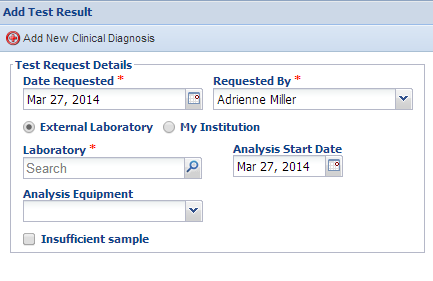 Add Test Result
Add New Clinical Diagnosis
Test Request Details
Date Requested * Requested By *
Mar 27, 2014 Adrienne Miller
External Laboratory My Institution
Laboratory * Analysis Start Date
Search Mar 27, 2014
Analysis Equipment
Insufficient sample